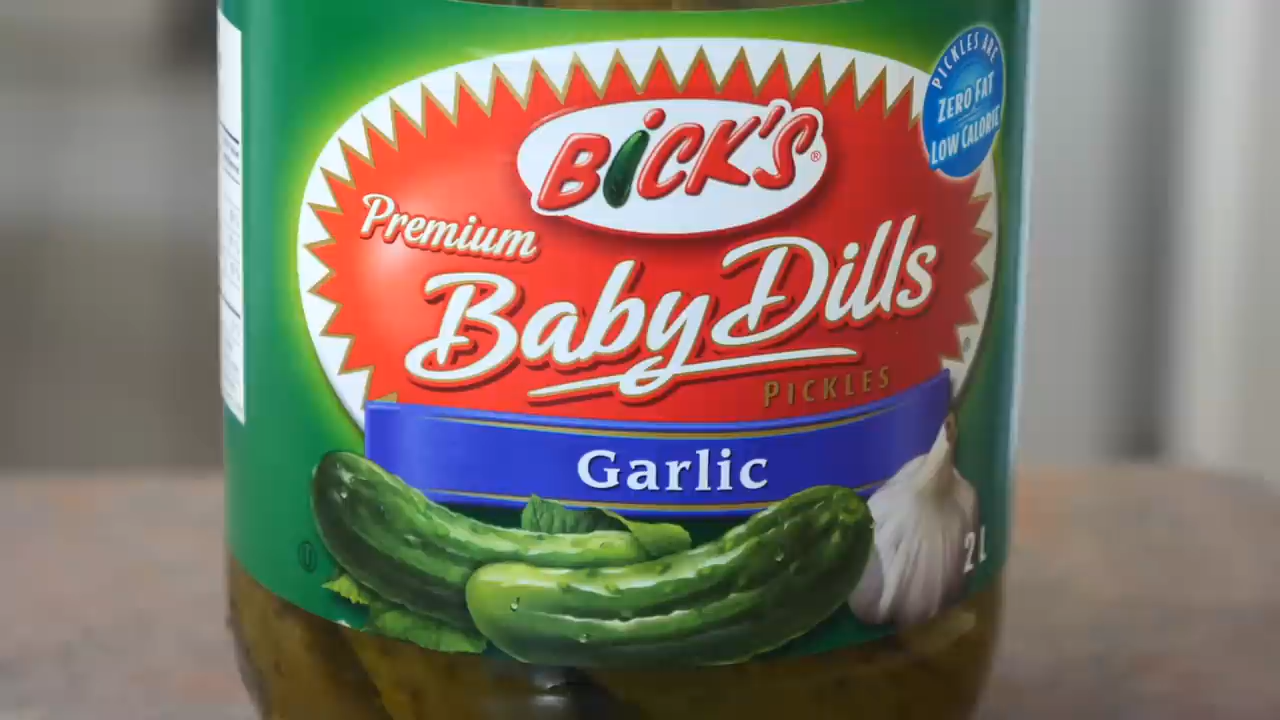 PICKLES ARE
ZERO FAT
LOW CALORIE
BiCK'S®
Premium
Baby Dills
PICKLES
Garlic
U
2 L